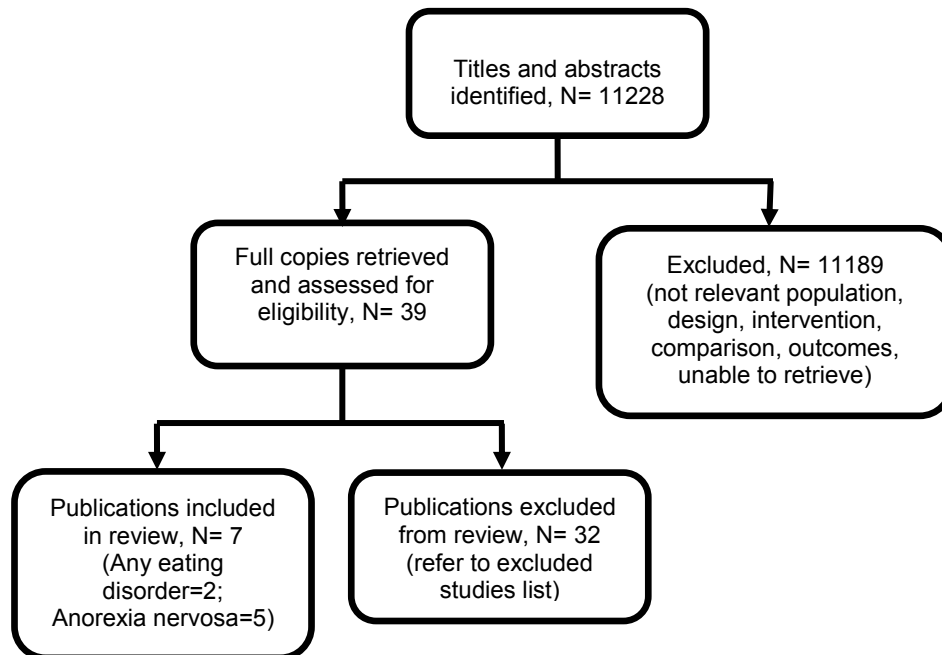 Titles and abstracts
identified, N= 11228
Full copies retrieved
and assessed for
eligibility, N= 39
Excluded, N= 11189
(not relevant population,
design, intervention,
comparison, outcomes,
unable to retrieve)
Publications included
in review, N= 7
(Any eating
disorder=2;
Anorexia nervosa=5)
Publications excluded
from review, N= 32
(refer to excluded
studies list)